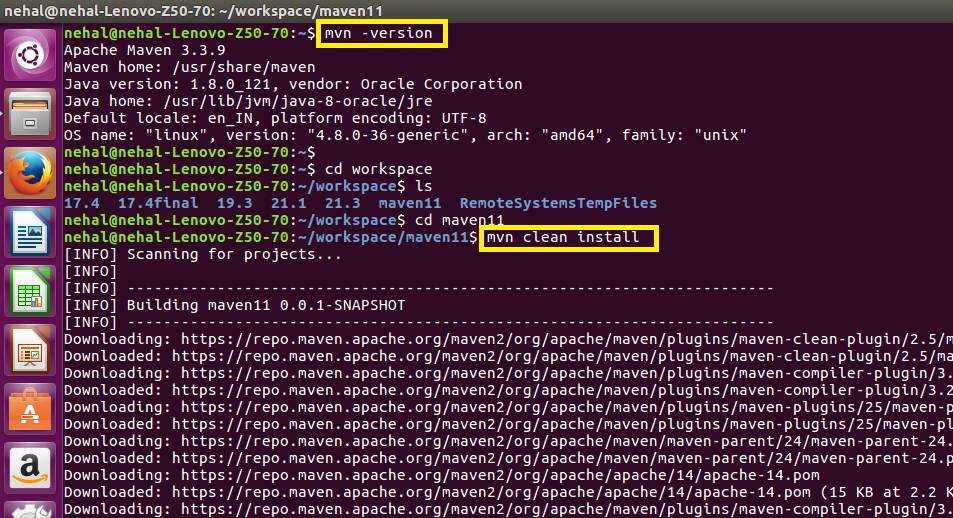 nehal@nehal-Lenovo-Z50-70: ~/workspace/maven11
nehal@nehal-Lenovo-Z50-70:~$ mvn -version
Apache Maven 3.3.9
Maven home: /usr/share/maven
Java version: 1.8.0_121, vendor: Oracle Corporation
Java home: /usr/lib/jvm/java-8-oracle/jre
Default locale: en_IN, platform encoding: UTF-8
OS name: "linux", version: "4.8.0-36-generic", arch: "amd64", family: "unix"
nehal@nehal-Lenovo-Z50-70:~$
nehal@nehal-Lenovo-Z50-70:~$ cd workspace
nehal@nehal-Lenovo-Z50-70:~/workspace$ ls
17.4  17.4final  19.3  21.1  21.3  maven11  RemoteSystemsTempFiles
nehal@nehal-Lenovo-Z50-70:~/workspace$ cd maven11
nehal@nehal-Lenovo-Z50-70:~/workspace/maven11$ mvn clean install
[INFO] Scanning for projects...
[INFO]
[INFO] ------------------------------------------------------------------------
[INFO] Building maven11 0.0.1-SNAPSHOT
[INFO] ------------------------------------------------------------------------
Downloading: https://repo.maven.apache.org/maven2/org/apache/maven/plugins/maven-clean-plugin/2.5/m
Downloaded: https://repo.maven.apache.org/maven2/org/apache/maven/plugins/maven-clean-plugin/2.5/ma
Downloading: https://repo.maven.apache.org/maven2/org/apache/maven/plugins/maven-compiler-plugin/3.
Downloaded: https://repo.maven.apache.org/maven2/org/apache/maven/plugins/maven-compiler-plugin/3.2
Downloading: https://repo.maven.apache.org/maven2/org/apache/maven/plugins/maven-plugins/25/maven-p
Downloaded: https://repo.maven.apache.org/maven2/org/apache/maven/plugins/maven-plugins/25/maven-pl
Downloading: https://repo.maven.apache.org/maven2/org/apache/maven/maven-parent/24/maven-parent-24.
Downloaded: https://repo.maven.apache.org/maven2/org/apache/maven/maven-parent/24/maven-parent-24.p
Downloading: https://repo.maven.apache.org/maven2/org/apache/apache/14/apache-14.pom
Downloaded: https://repo.maven.apache.org/maven2/org/apache/apache/14/apache-14.pom (15 KB at 2.2 K
Downloading: https://repo.maven.apache.org/maven2/org/apache/maven/plugins/maven-compiler-plugin/3.